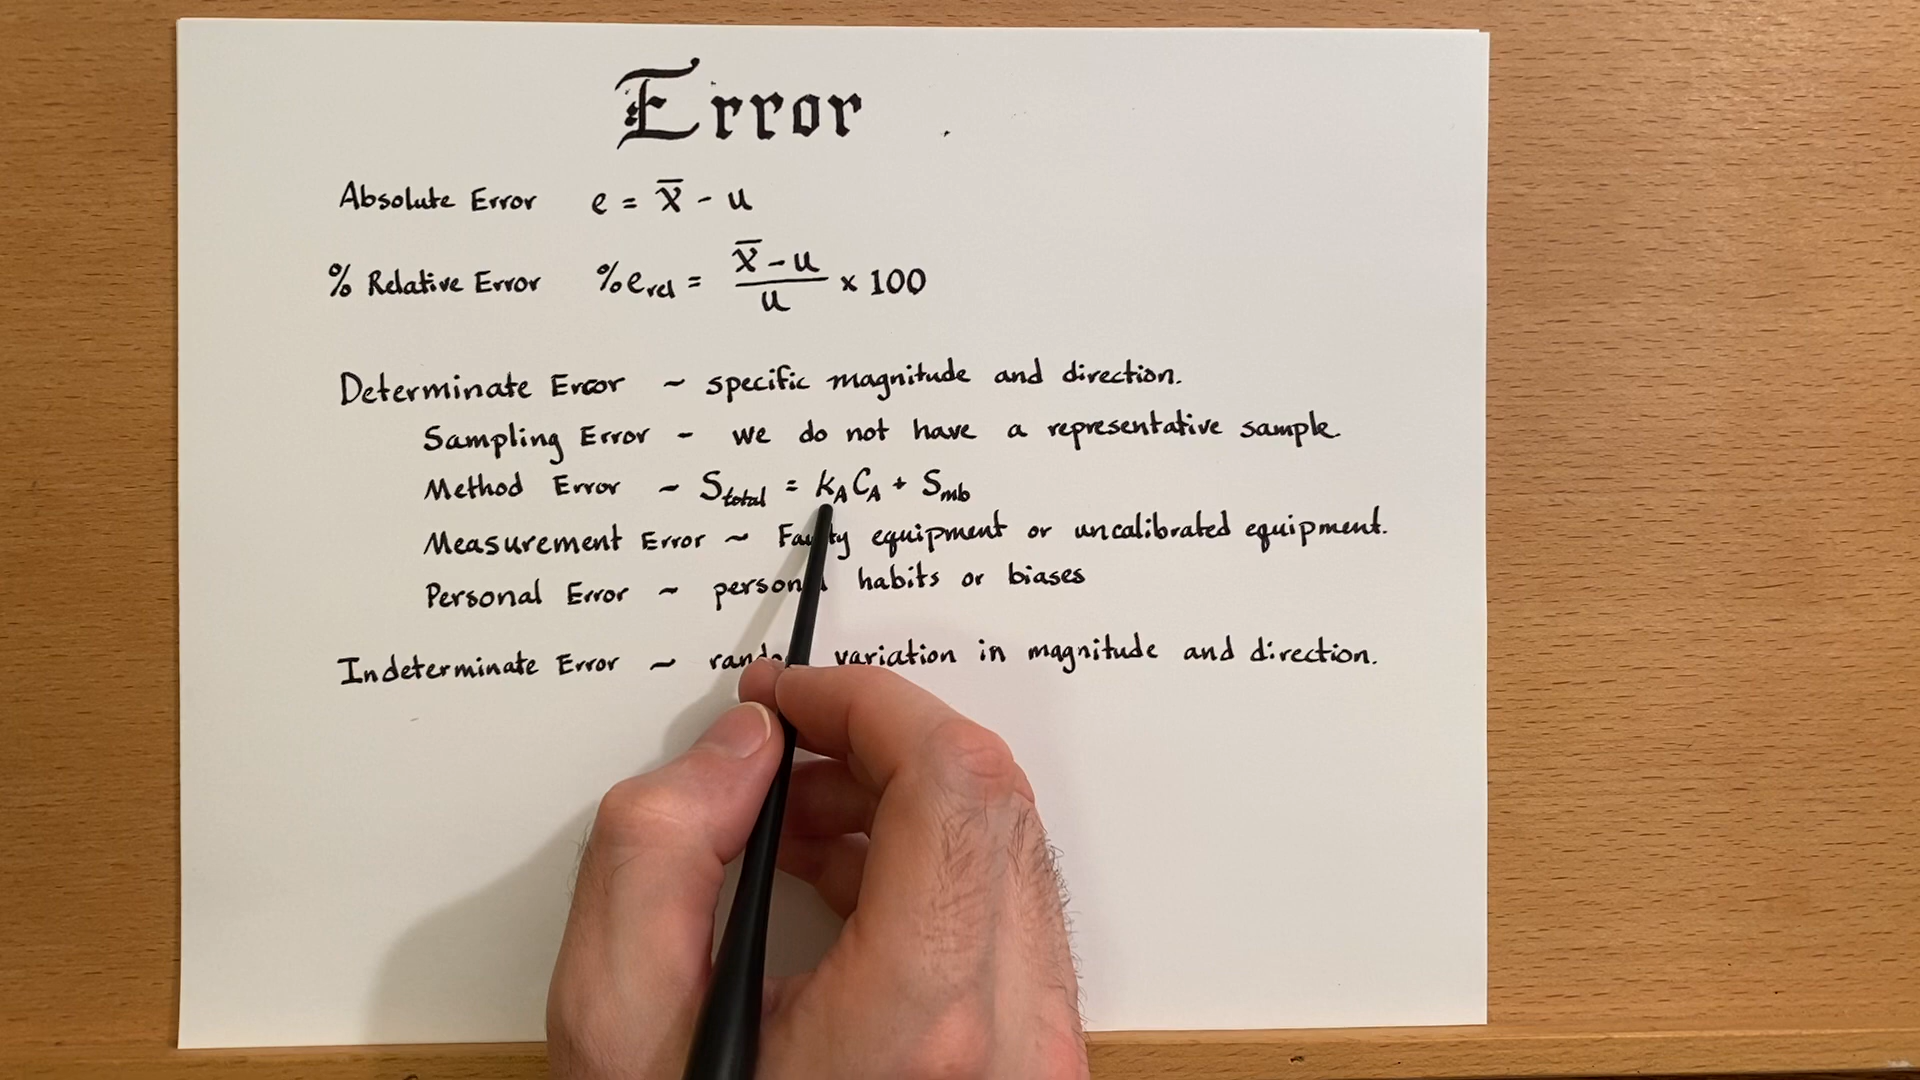 Error
Absolute Error e = x̄ - u
% Relative Error %e_rel = (x̄ - u)/u × 100
Determinate Error ~ specific magnitude and direction.
Sampling Error - we do not have a representative sample.
Method Error ~ S_total = k_A C_A + S_mb
Measurement Error ~ equipment or uncalibrated equipment.
Personal Error ~ habits or biases
Indeterminate Error ~ variation in magnitude and direction.